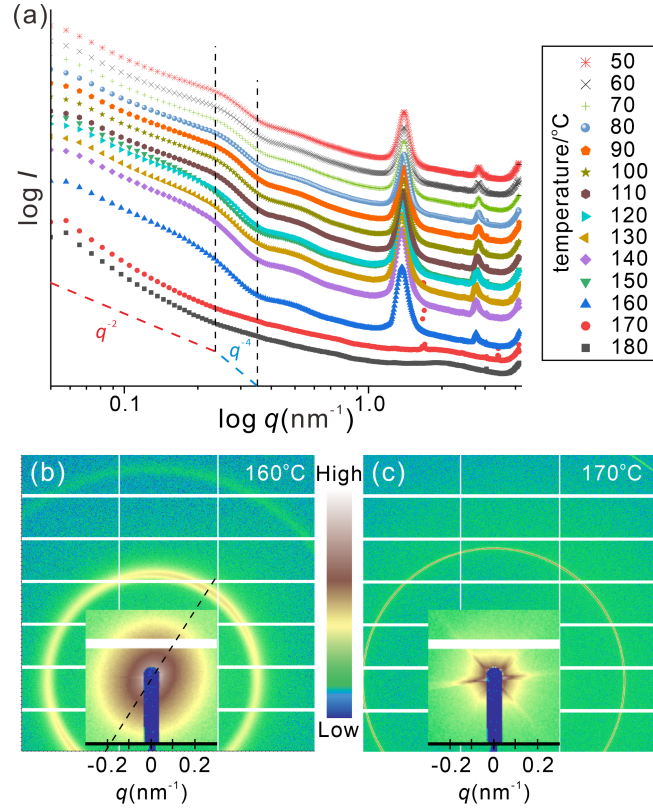 (a)
log I
q⁻²
q⁻⁴
0.1
1.0
log q(nm⁻¹)
temperature/°C
50
60
70
80
90
100
110
120
130
140
150
160
170
180
(b)
160°C
High
Low
(c)
170°C
-0.2
0
0.2
q(nm⁻¹)
-0.2
0
0.2
q(nm⁻¹)